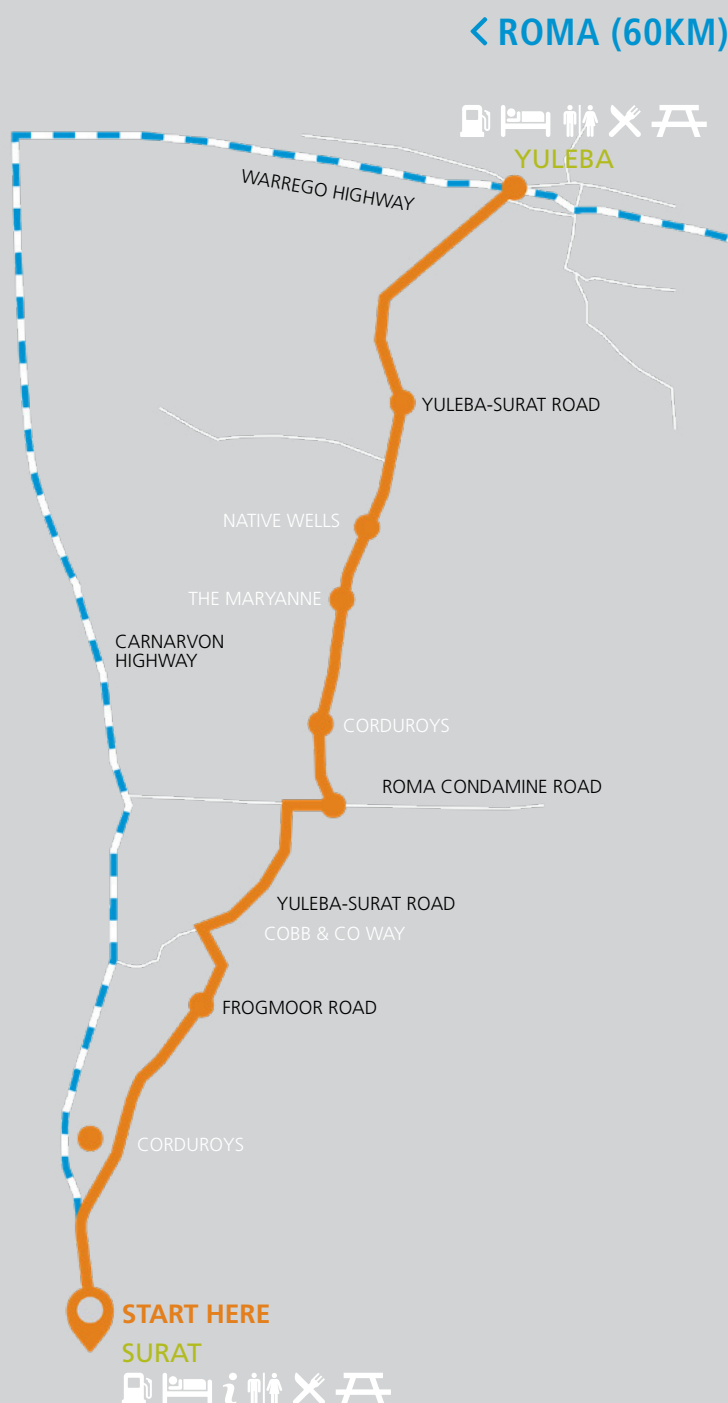 < ROMA (60KM)
YULEBA
WARREGO HIGHWAY
YULEBA-SURAT ROAD
NATIVE WELLS
THE MARYANNE
CARNARVON
HIGHWAY
CORDUROYS
ROMA CONDAMINE ROAD
YULEBA-SURAT ROAD
COBB & CO WAY
FROGMOOR ROAD
CORDUROYS
START HERE
SURAT